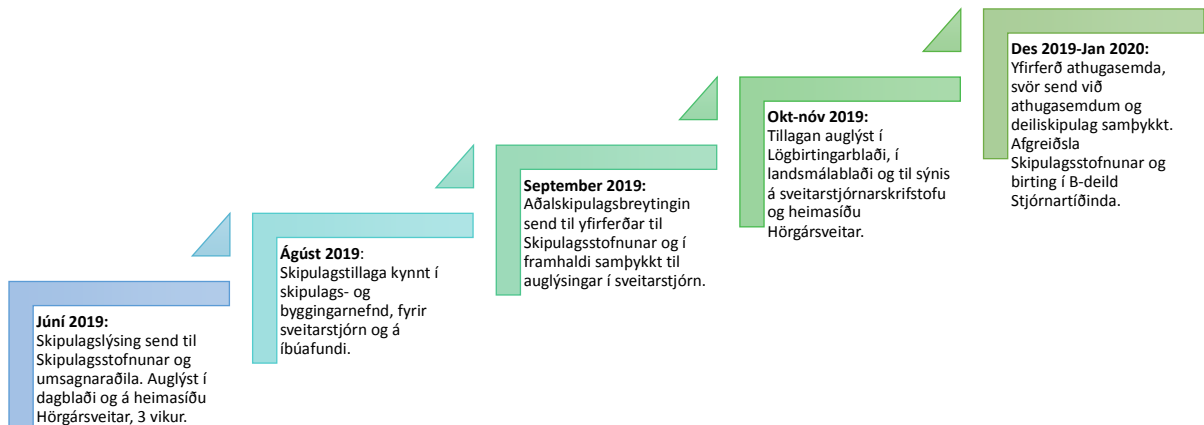 Júní 2019:
Skipulagslýsing send til
Skipulagsstofnunar og
umsagnaraðila. Auglýst í
dagblaði og á heimasíðu
Hörgársveitar, 3 vikur.
Ágúst 2019:
Skipulagstillaga kynnt í
skipulags- og
byggingarnefnd, fyrir
sveitarstjórn og á
íbúafundi.
September 2019:
Aðalskipulagsbreytingin
send til yfirferðar til
Skipulagsstofnunar og í
framhaldi samþykkt til
auglýsingar í sveitarstjórn.
Okt-nóv 2019:
Tillagan auglýst í
Lögbirtingarblaði, í
landsmálablaði og til sýnis
á sveitarstjórnarskrifstofu
og heimasíðu
Hörgársveitar.
Des 2019-Jan 2020:
Yfirferð athugasemda,
svör send við
athugasemdum og
deiliskipulag samþykkt.
Afgreiðsla
Skipulagsstofnunar og
birting í B-deild
Stjórnartíðinda.